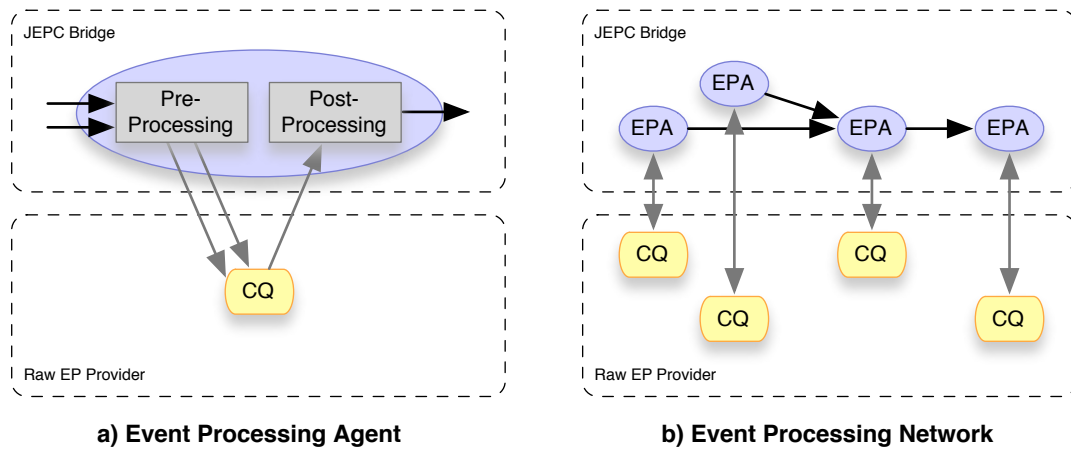 JEPC Bridge
Pre-
Processing
Post-
Processing
CQ
Raw EP Provider
a) Event Processing Agent
JEPC Bridge
EPA
EPA
EPA
EPA
CQ
CQ
CQ
CQ
Raw EP Provider
b) Event Processing Network